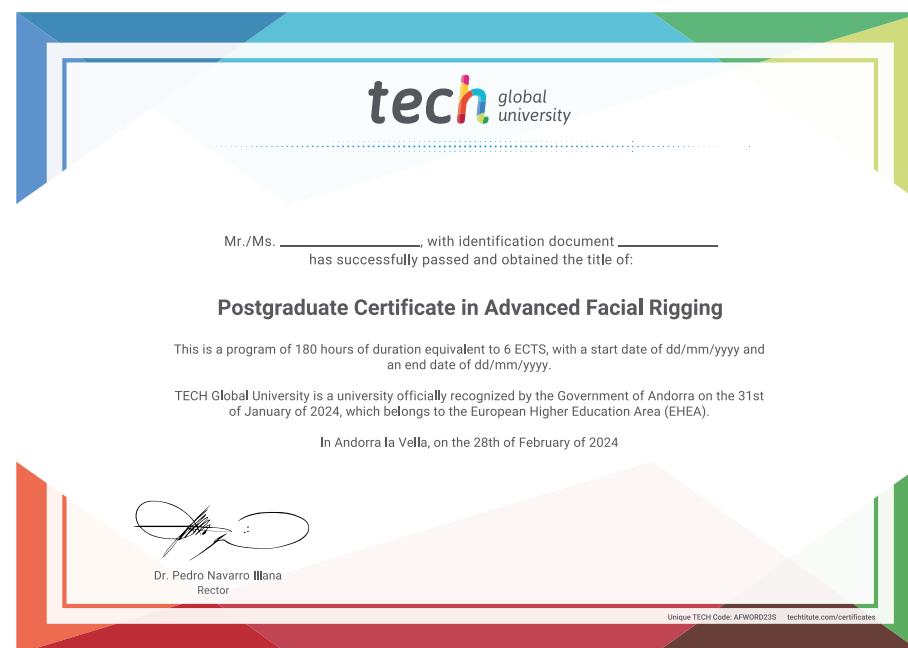 tech global
university
Mr./Ms. ____________, with identification document ____________
has successfully passed and obtained the title of:
Postgraduate Certificate in Advanced Facial Rigging
This is a program of 180 hours of duration equivalent to 6 ECTS, with a start date of dd/mm/yyyy and
an end date of dd/mm/yyyy.
TECH Global University is a university officially recognized by the Government of Andorra on the 31st
of January of 2024, which belongs to the European Higher Education Area (EHEA).
In Andorra la Vella, on the 28th of February of 2024
Dr. Pedro Navarro Illana
Rector
Unique TECH Code: AFWORD23S techtitute.com/certificates